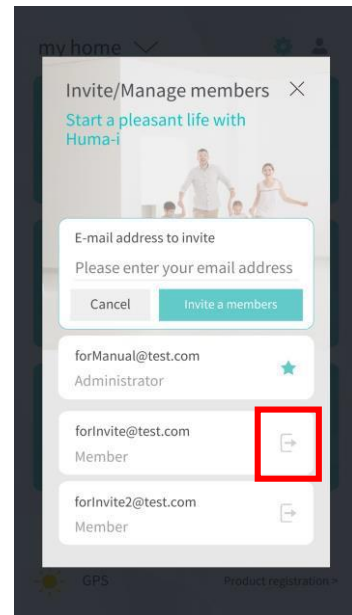 my home
Invite/Manage members
Start a pleasant life with
Huma-i
E-mail address to invite
Please enter your email address
Cancel
Invite a members
forManual@test.com
Administrator
forInvite@test.com
Member
forInvite2@test.com
Member
GPS
Product registration >